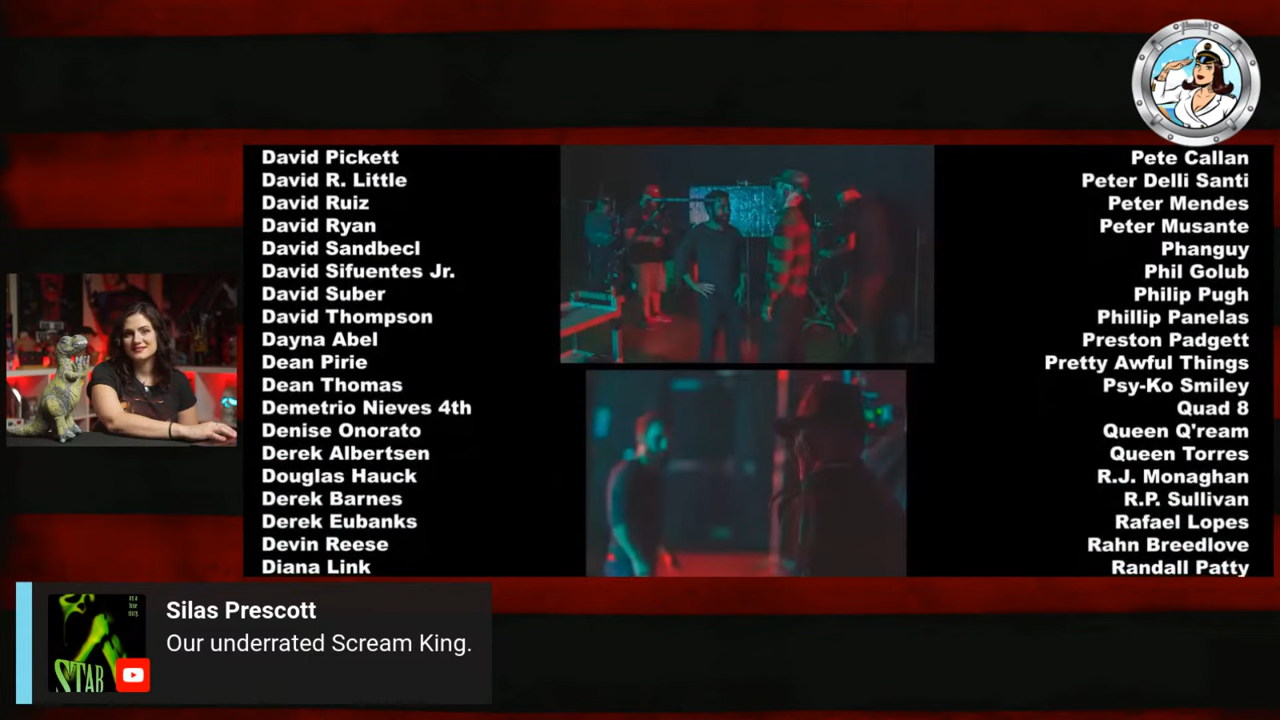 David Pickett
David R. Little
David Ruiz
David Ryan
David Sandbecl
David Sifuentes Jr.
David Suber
David Thompson
Dayna Abel
Dean Pirie
Dean Thomas
Demetrio Nieves 4th
Denise Onorato
Derek Albertsen
Douglas Hauck
Derek Barnes
Derek Eubanks
Devin Reese
Diana Link
Pete Callan
Peter Delli Santi
Peter Mendes
Peter Musante
Phanguy
Phil Golub
Philip Pugh
Phillip Panelas
Preston Padgett
Pretty Awful Things
Psy-Ko Smiley
Quad 8
Queen Q'ream
Queen Torres
R.J. Monaghan
R.P. Sullivan
Rafael Lopes
Rahn Breedlove
Randall Patty
Silas Prescott
Our underrated Scream King.
STAB